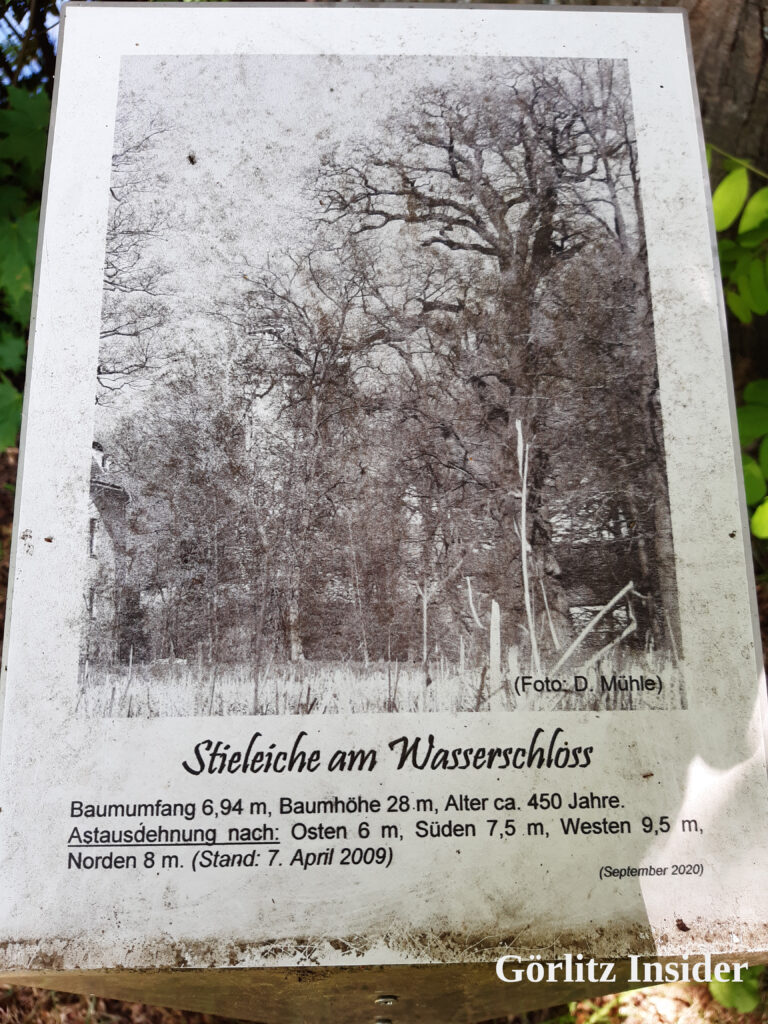 (Foto: D. Mühle)
Stieleiche am Wasserschloss
Baumumfang 6,94 m, Baumhöhe 28 m, Alter ca. 450 Jahre.
Astausdehnung nach: Osten 6 m, Süden 7,5 m, Westen 9,5 m,
Norden 8 m. (Stand: 7. April 2009)
(September 2020)
Görlitz Insider